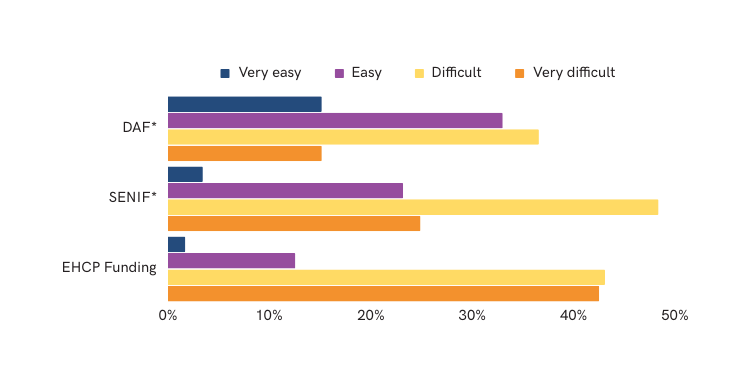 Very easy Easy Difficult Very difficult
DAF*
SENIF*
EHCP Funding
0% 10% 20% 30% 40% 50%